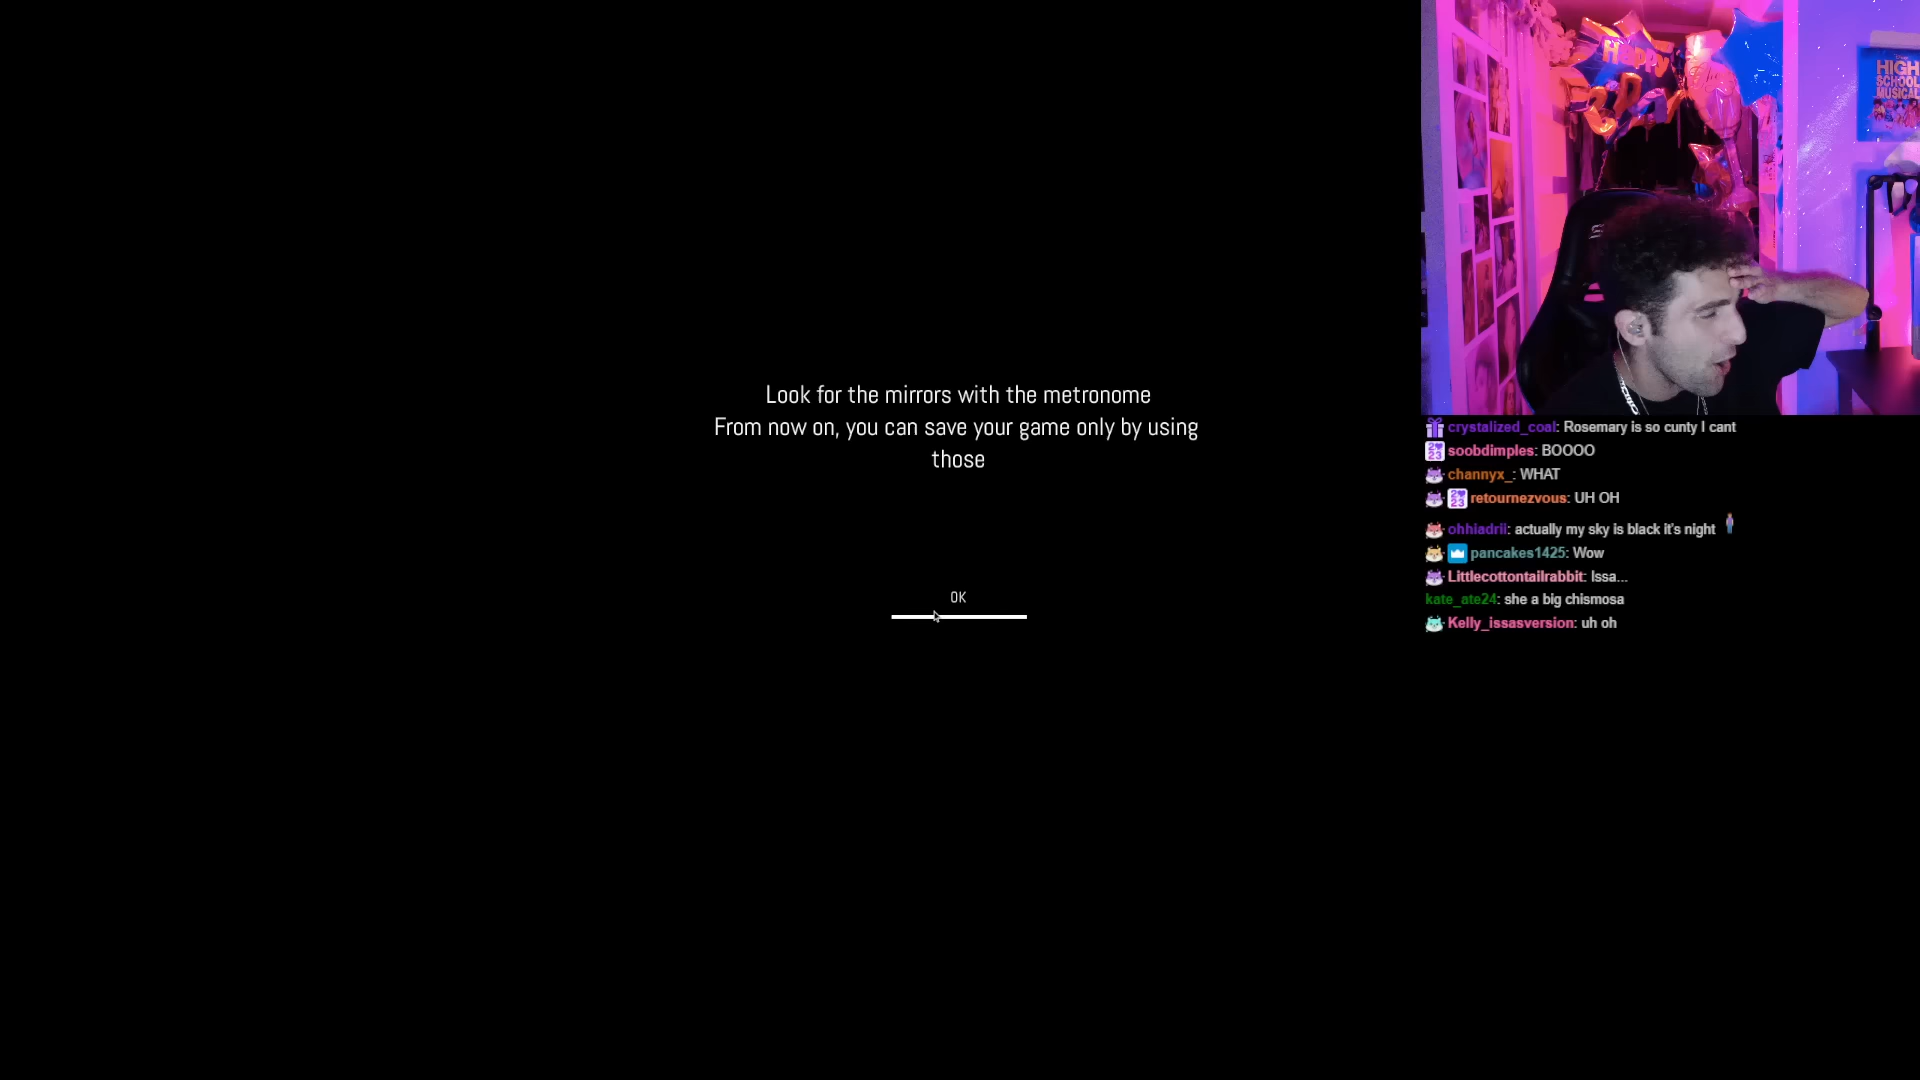 Look for the mirrors with the metronome
From now on, you can save your game only by using
those
OK
Happy
HIGH
SCHOOL
MUSICAL
crystalized_coal: Rosemary is so cunty I cant
soobdimples: BOOOO
channyx_: WHAT
retournezvous: UH OH
ohhiadrii: actually my sky is black it's night
pancakes1425: Wow
Littlecottontailrabbit: Issa...
kate_ate24: she a big chismosa
Kelly_issasversion: uh oh